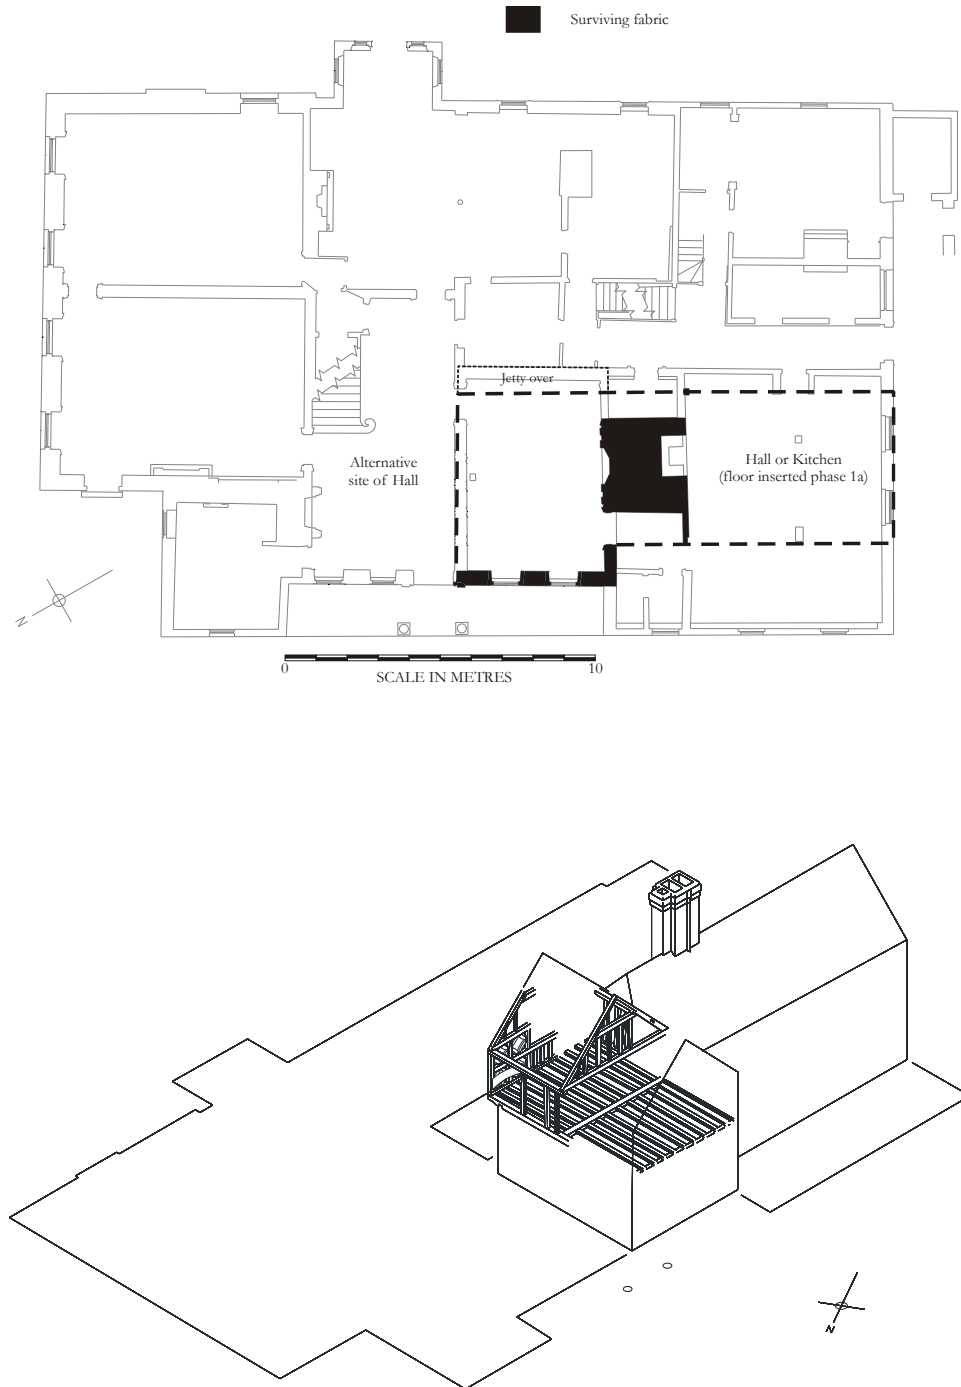 Surviving fabric
Jetty over
Alternative
site of Hall
Hall or Kitchen
(floor inserted phase 1a)
N
0
10
SCALE IN METRES
N